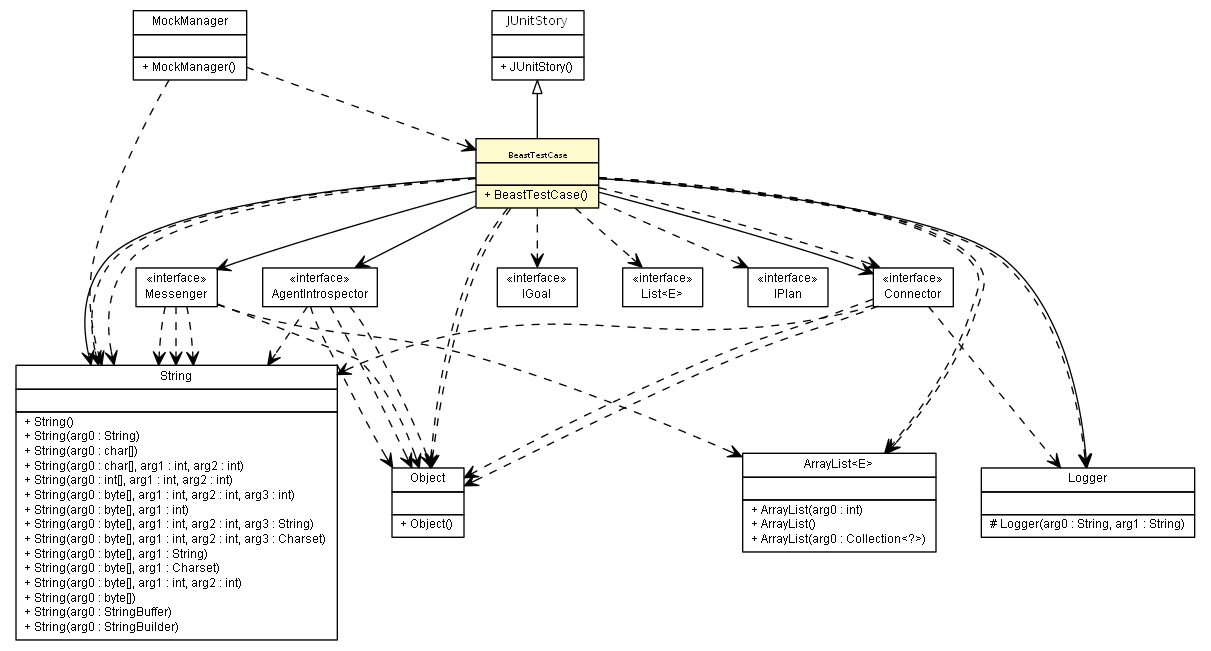 MockManager
+ MockManager()
JUnitStory
+ JUnitStory()
BeastTestCase
+ BeastTestCase()
«interface»
Messenger
«interface»
AgentIntrospector
«interface»
IGoal
«interface»
List<E>
«interface»
IPlan
«interface»
Connector
String
+ String()
+ String(arg0 : String)
+ String(arg0 : char[])
+ String(arg0 : char[], arg1 : int, arg2 : int)
+ String(arg0 : int[], arg1 : int, arg2 : int)
+ String(arg0 : byte[], arg1 : int, arg2 : int, arg3 : int)
+ String(arg0 : byte[], arg1 : int)
+ String(arg0 : byte[], arg1 : int, arg2 : int, arg3 : String)
+ String(arg0 : byte[], arg1 : int, arg2 : int, arg3 : Charset)
+ String(arg0 : byte[], arg1 : String)
+ String(arg0 : byte[], arg1 : Charset)
+ String(arg0 : byte[], arg1 : int, arg2 : int)
+ String(arg0 : byte[])
+ String(arg0 : StringBuffer)
+ String(arg0 : StringBuilder)
Object
+ Object()
ArrayList<E>
+ ArrayList(arg0 : int)
+ ArrayList()
+ ArrayList(arg0 : Collection<?>)
Logger
# Logger(arg0 : String, arg1 : String)